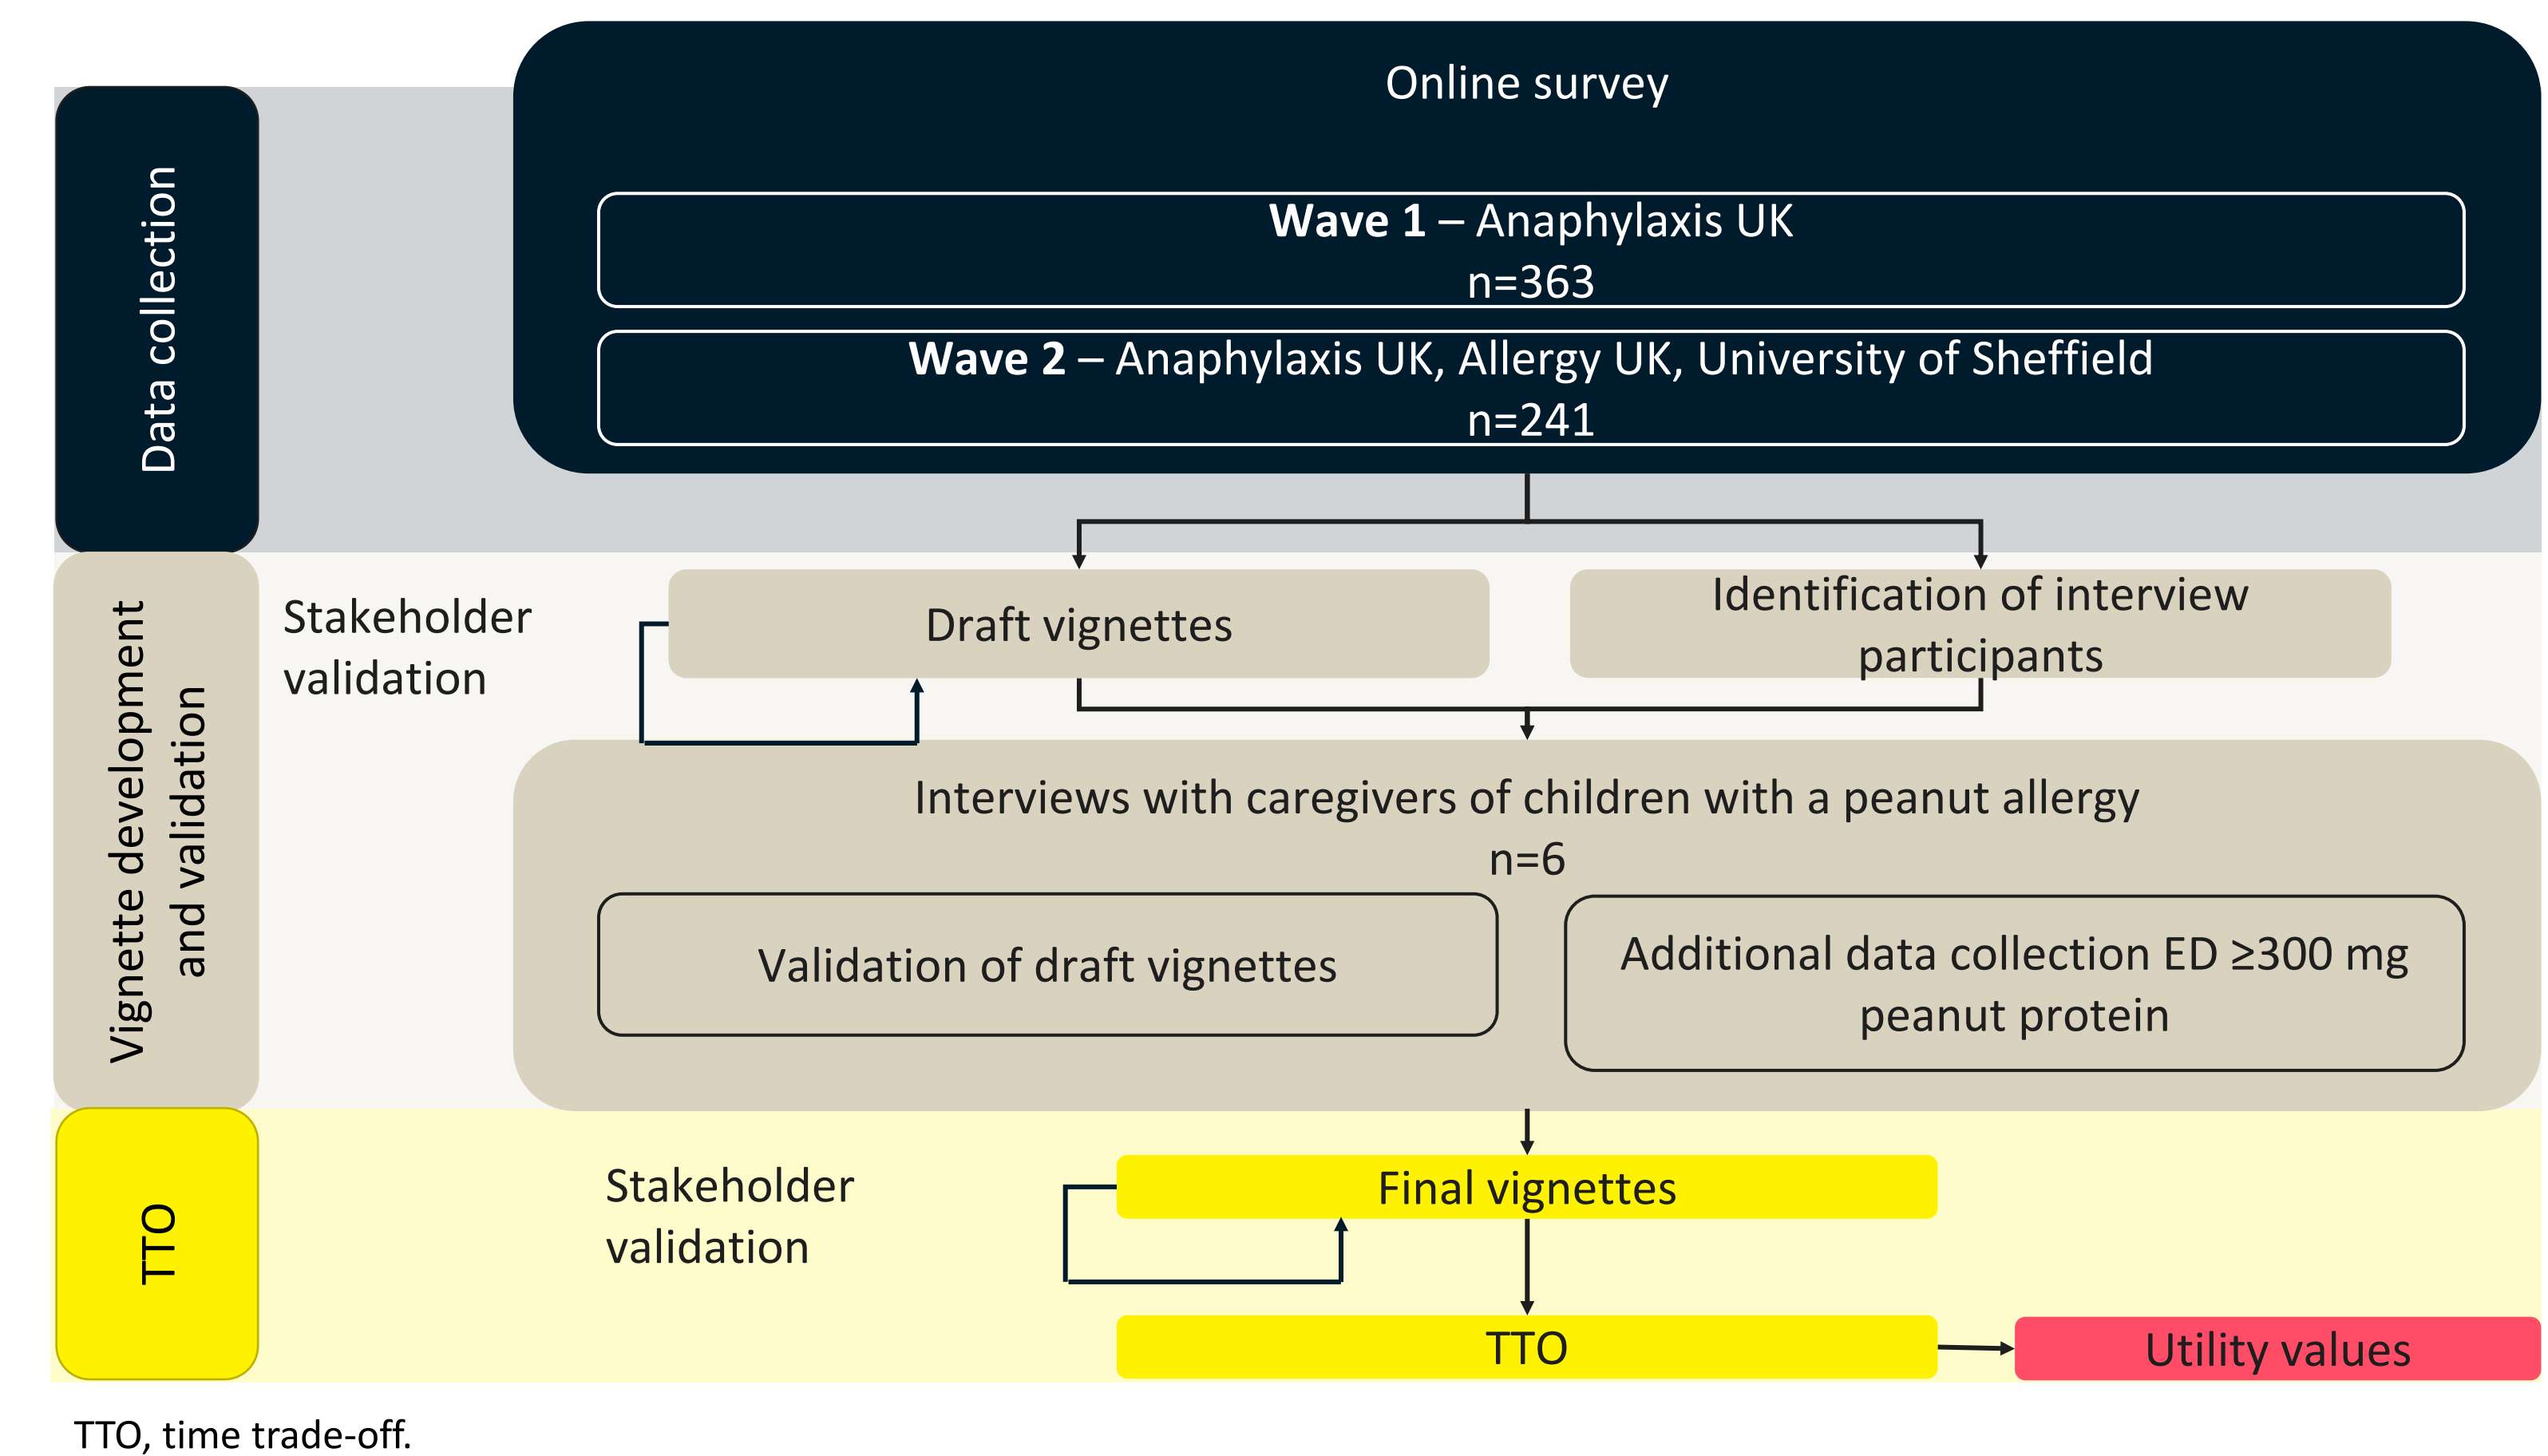 Online survey
Data collection
Wave 1 – Anaphylaxis UK
n=363
Wave 2 – Anaphylaxis UK, Allergy UK, University of Sheffield
n=241
Vignette development
and validation
Stakeholder
validation
Draft vignettes
Identification of interview
participants
Interviews with caregivers of children with a peanut allergy
n=6
Validation of draft vignettes
Additional data collection ED ≥300 mg
peanut protein
TTO
Stakeholder
validation
Final vignettes
TTO
Utility values
TTO, time trade-off.